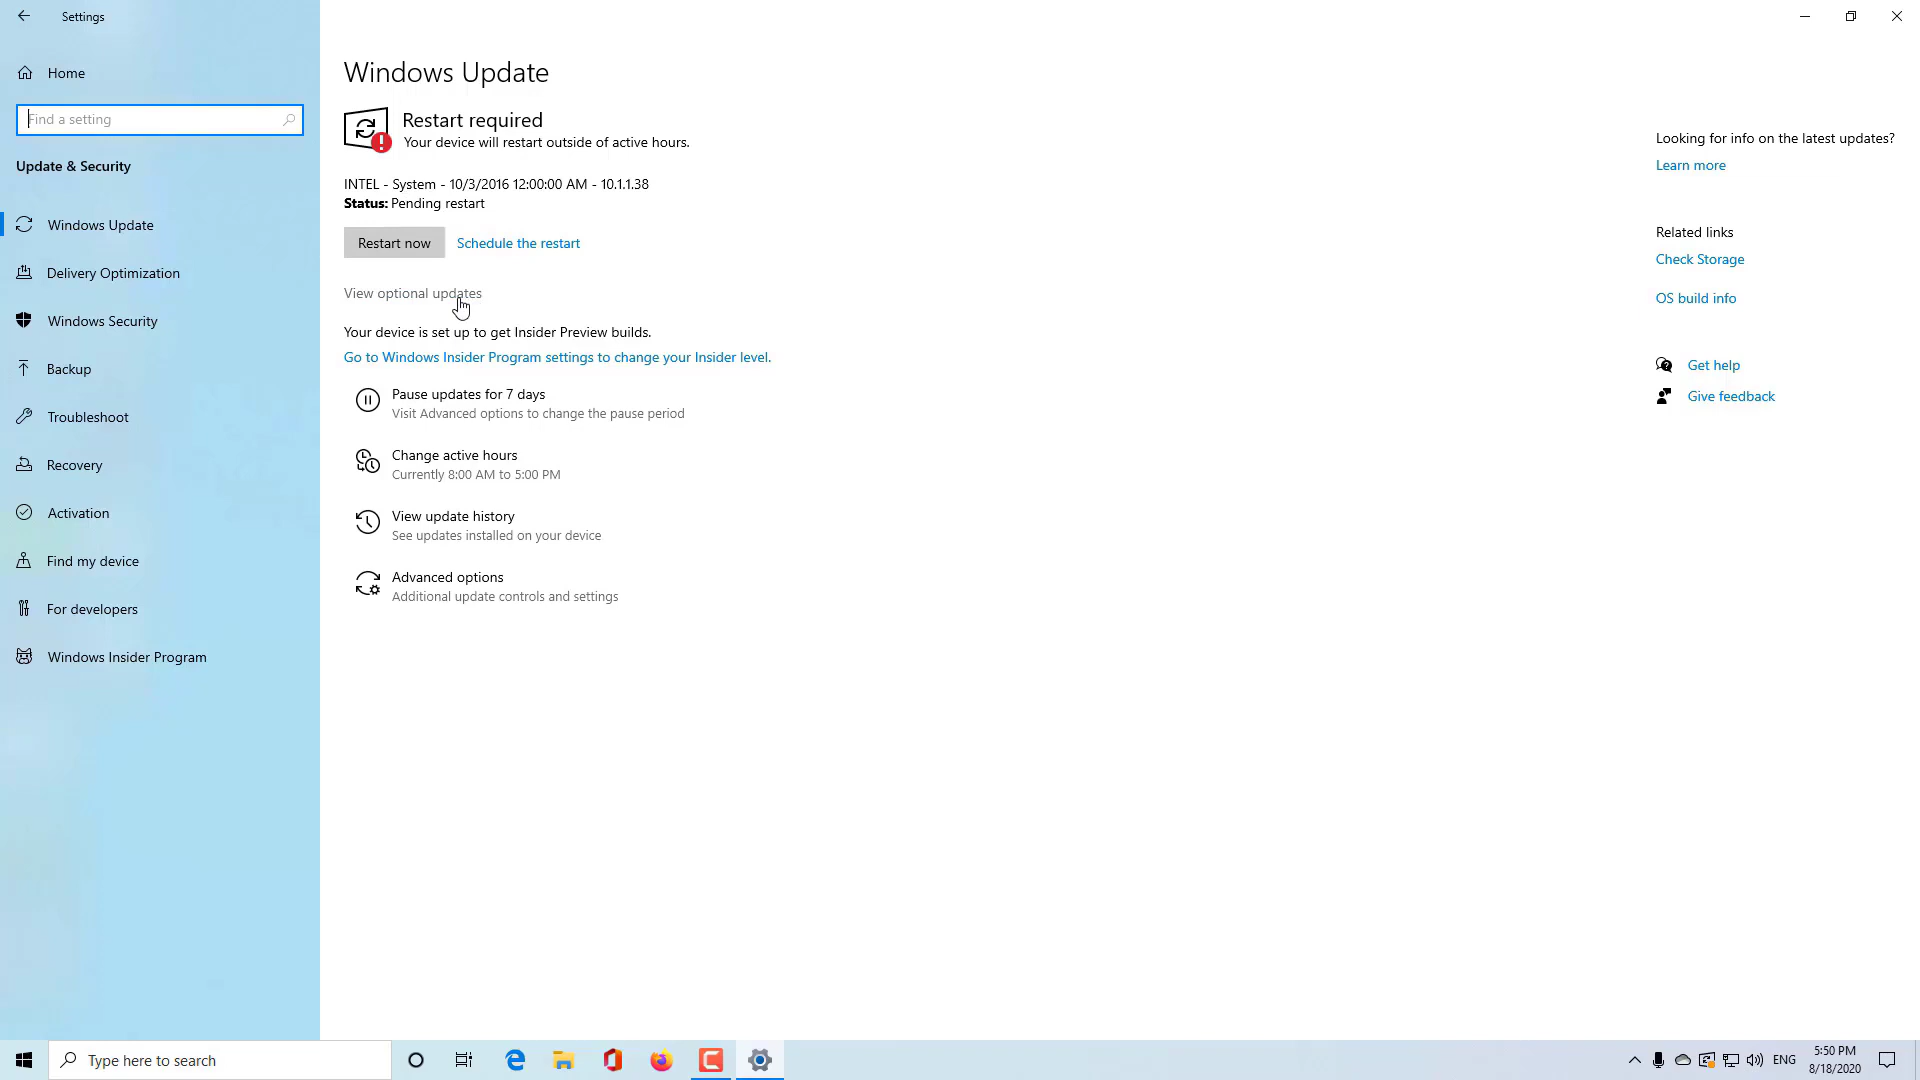 Settings
Home
Find a setting
Update & Security
Windows Update
Delivery Optimization
Windows Security
Backup
Troubleshoot
Recovery
Activation
Find my device
For developers
Windows Insider Program
Windows Update
Restart required
Your device will restart outside of active hours.
INTEL - System - 10/3/2016 12:00:00 AM - 10.1.1.38
Status: Pending restart
Restart now
Schedule the restart
View optional updates
Your device is set up to get Insider Preview builds.
Go to Windows Insider Program settings to change your Insider level.
Pause updates for 7 days
Visit Advanced options to change the pause period
Change active hours
Currently 8:00 AM to 5:00 PM
View update history
See updates installed on your device
Advanced options
Additional update controls and settings
Looking for info on the latest updates?
Learn more
Related links
Check Storage
OS build info
Get help
Give feedback
Type here to search
ENG
5:50 PM
8/18/2020